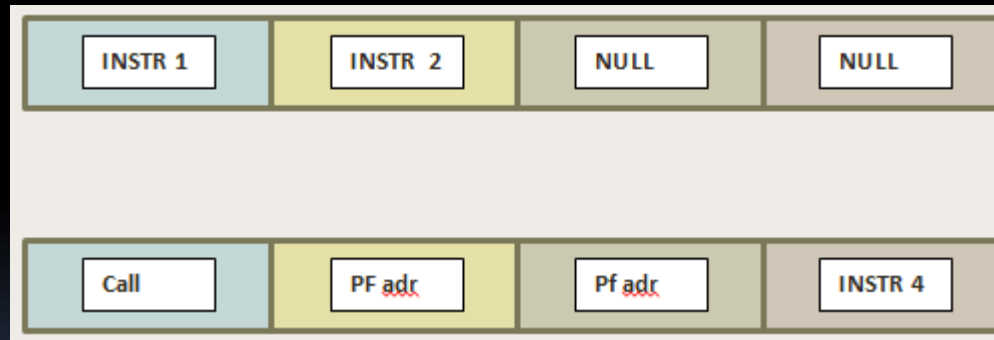 INSTR 1 INSTR 2 NULL NULL
Call PF adr Pf adr INSTR 4